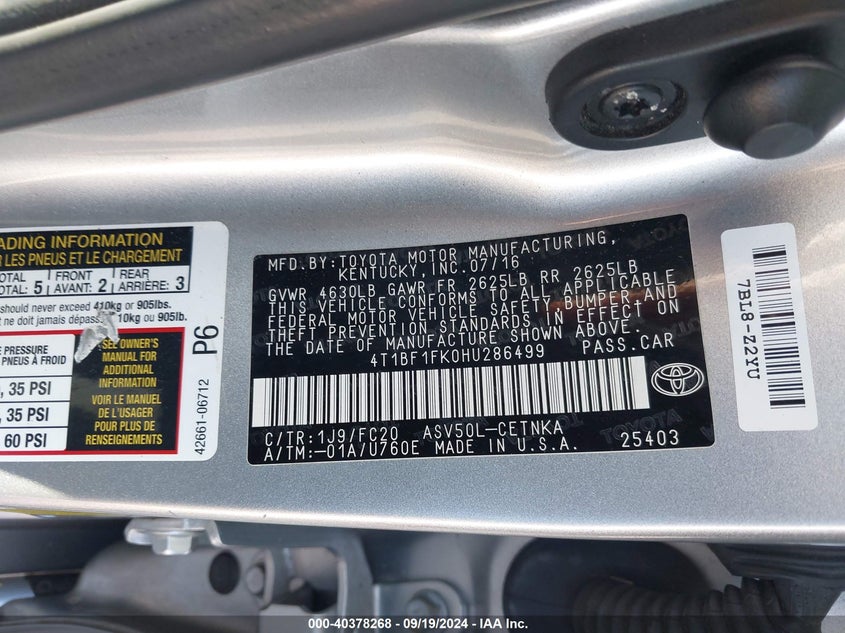 ADING INFORMATION
R LES PNEUS ET LE CHARGEMENT
TOTAL: 5 FRONT AVANT: 2 REAR ARRIÈRE: 3
should never exceed 410kg or 905lbs.
t ne doit jamais dépasser 410kg ou 905lb.
E PRESSURE
PNEUS À FROID
35 PSI
35 PSI
60 PSI
SEE OWNER'S
MANUAL FOR
ADDITIONAL
INFORMATION
VOIR LE MANUEL
DE L'USAGER
POUR PLUS DE
RENSEIGNEMENTS
P6
42661-06712
MFD.BY:TOYOTA MOTOR MANUFACTURING,
KENTUCKY, INC.07/16
GVWR 4630LB GAWR FR 2625LB RR 2625LB
THIS VEHICLE CONFORMS TO ALL APPLICABLE
FEDERAL MOTOR VEHICLE SAFETY,BUMPER AND
THEFT PREVENTION STANDARDS IN EFFECT ON
THE DATE OF MANUFACTURE SHOWN ABOVE.
4T1BF1FK0HU286499 PASS.CAR
C/TR:1J9/FC20 ASV50L-CETNKA
A/TM:-01A/U760E MADE IN U.S.A. 25403
7BL8-Z2YU
000-40378268 - 09/19/2024 - IAA Inc.